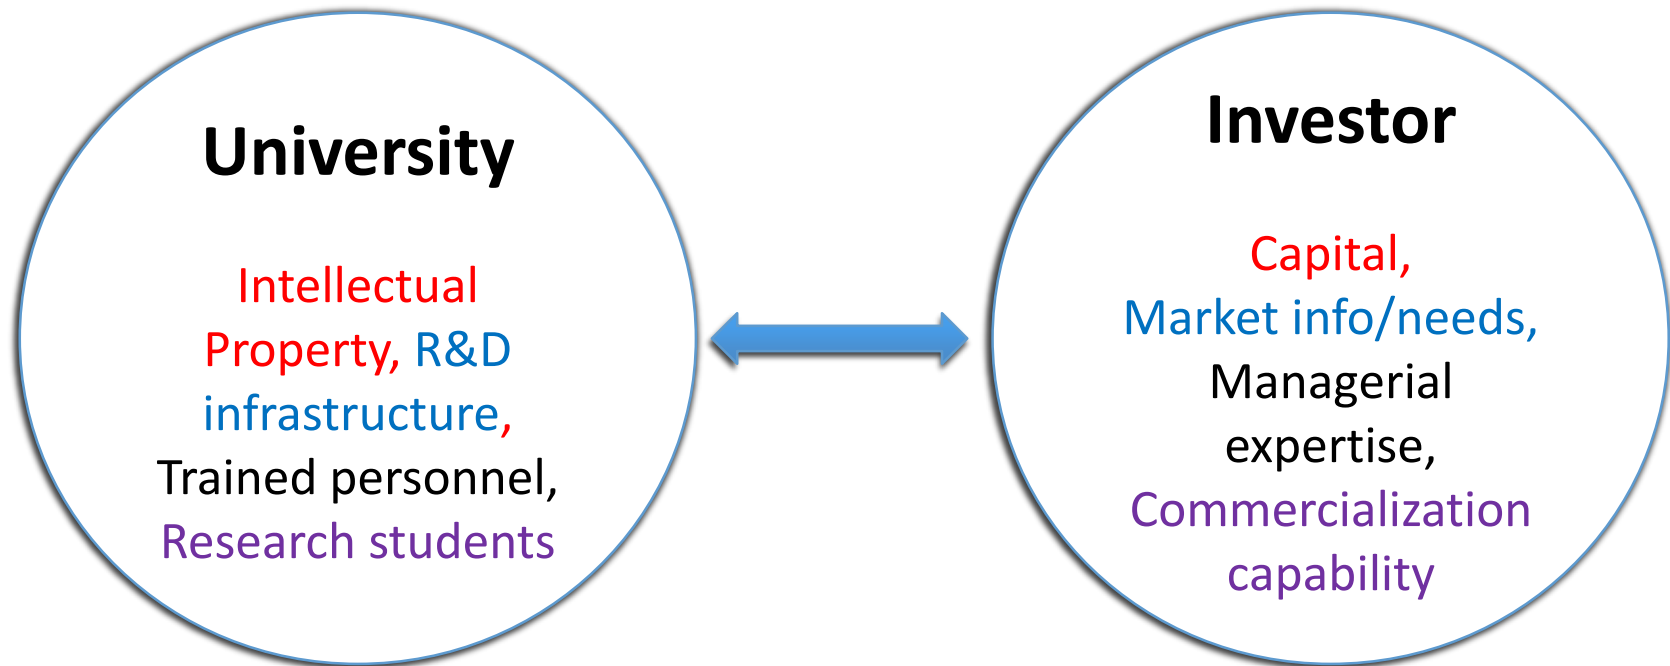 University
Intellectual
Property, R&D
infrastructure,
Trained personnel,
Research students
Investor
Capital,
Market info/needs,
Managerial
expertise,
Commercialization
capability